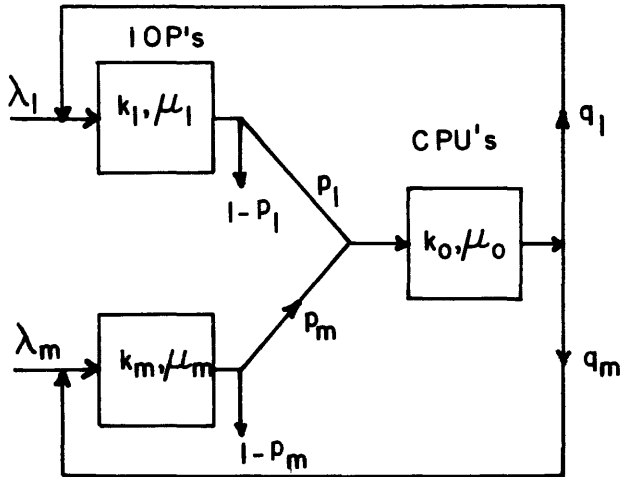 IOP's
λ₁
k₁, μ₁
q₁
CPU's
1-p₁
p₁
k₀, μ₀
λₘ
kₘ, μₘ
pₘ
qₘ
1-pₘ